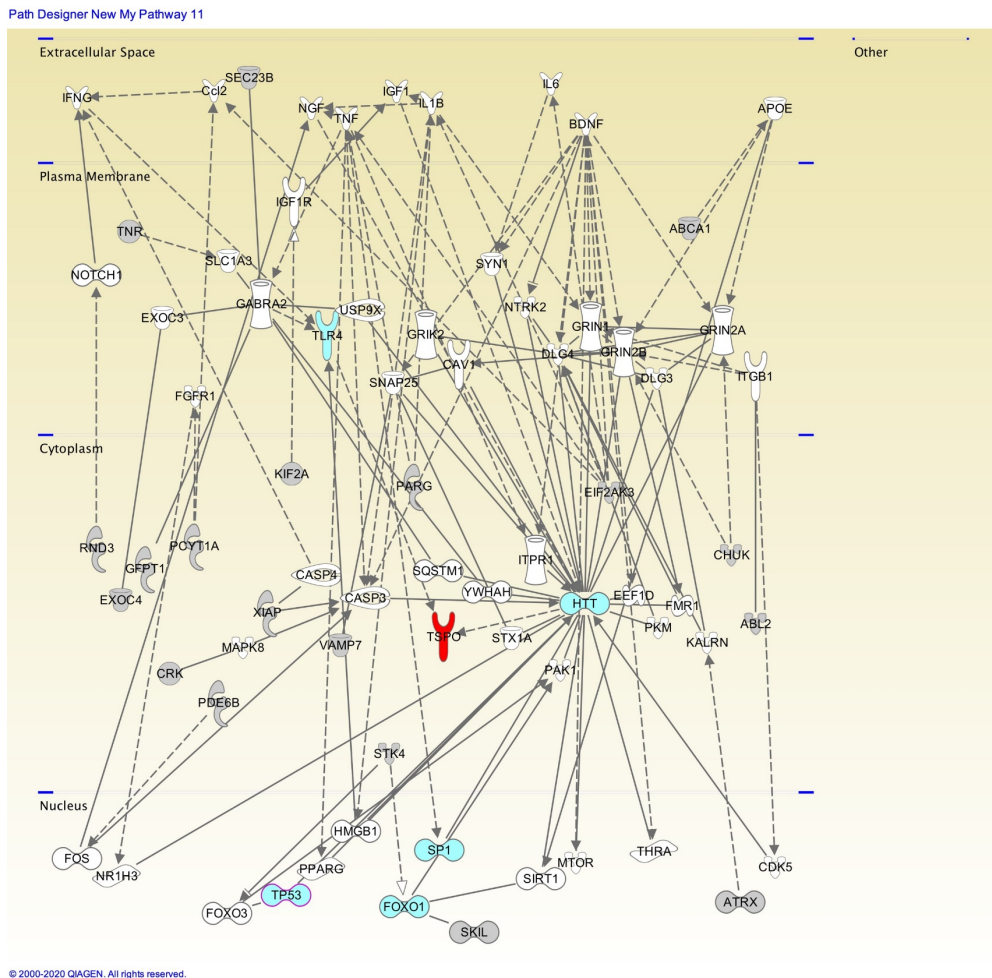 Path Designer New My Pathway 11
Extracellular Space
Other
SEC23B
IL6
IGF1
Ccl2
IFNG
IL1B
NGF
APOE
TNF
BDNF
Plasma Membrane
IGF1R
ABCA1
TNR
SLC1A3
SYN1
NOTCH1
GABRA2
NTRK2
USP9X
EXOC3
GRIN1
GRIN2A
TLR4
GRIK2
DLG4
GRIN2B
CAV1
ITGB1
DLG3
SNAP25
FGFR1
Cytoplasm
KIF2A
PARG
EIF2AK3
RND3
PCYT1A
CHUK
ITPR1
GFPT1
SQSTM1
CASP4
YWHAH
EEF1D
CASP3
EXOC4
HTT
FMR1
XIAP
ABL2
PKM
TSPO
STX1A
KALRN
MAPK8
VAMP7
PAK1
CRK
PDE6B
STK4
Nucleus
HMGB1
SP1
THRA
FOS
MTOR
PPARG
CDK5
NR1H3
SIRT1
TP53
ATRX
FOXO1
FOXO3
SKIL
© 2000-2020 QIAGEN. All rights reserved.